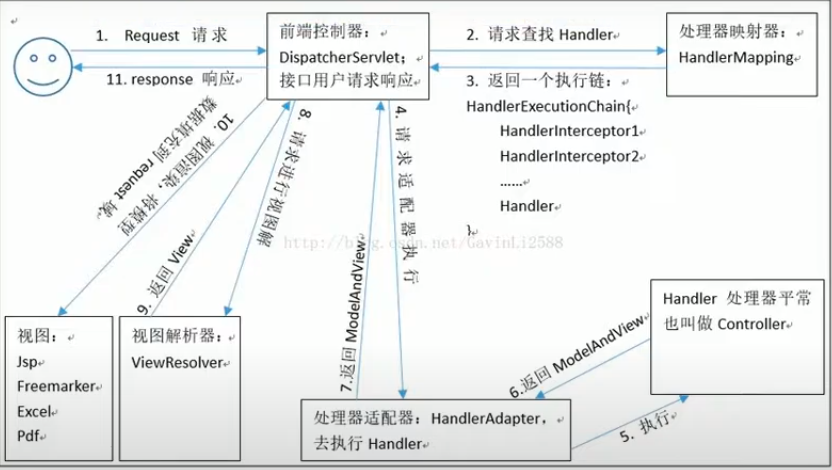 1. Request 请求
11. response 响应
前端控制器：
DispatcherServlet；
接口用户请求响应
2. 请求查找 Handler
3. 返回一个执行链：
HandlerExecutionChain{
HandlerInterceptor1
HandlerInterceptor2
……
Handler
}
处理器映射器：
HandlerMapping
10. 视图渲染，将模型
数据填充到 request 域。
9. 返回 View
8. 请求进行视图解
7.返回 ModelAndView
4. 请求适配器执行
http://blog.csdn.net/GavinLi2588
视图：
Jsp
Freemarker
Excel
Pdf
视图解析器：
ViewResolver
处理器适配器：HandlerAdapter，
去执行 Handler
6.返回 ModelAndView
5. 执行
Handler 处理器平常
也叫做 Controller